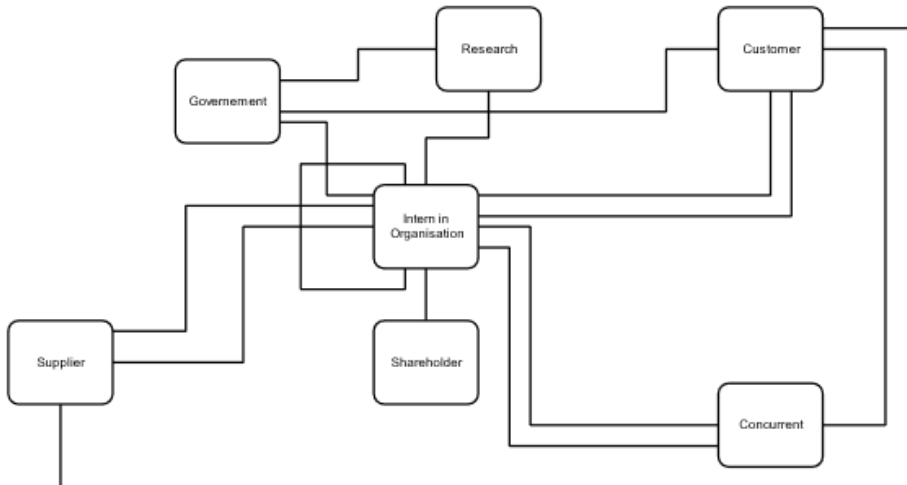 Research
Customer
Governement
Intern in
Organisation
Supplier
Shareholder
Concurrent